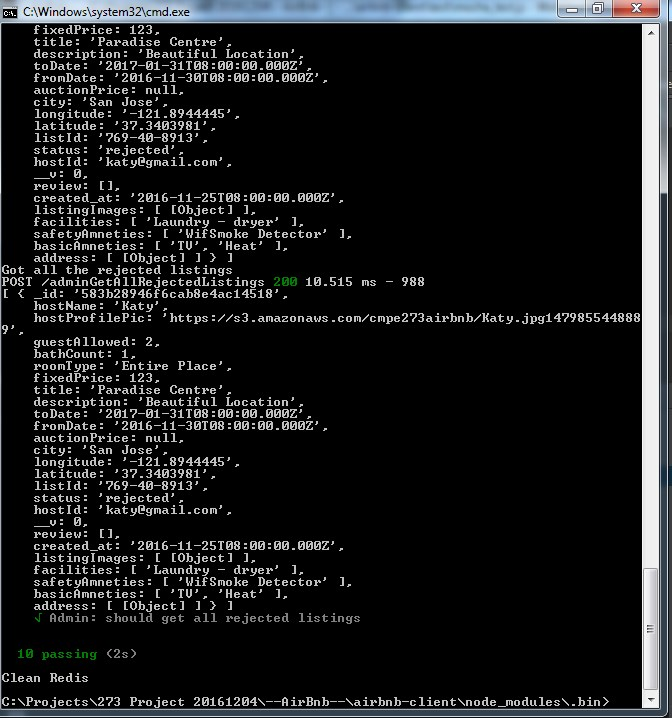 C:\Windows\system32\cmd.exe
fixedPrice: 123,
title: 'Paradise Centre',
description: 'Beautiful Location',
toDate: '2017-01-31T08:00:00.000Z',
fromDate: '2016-11-30T08:00:00.000Z',
auctionPrice: null,
city: 'San Jose',
longitude: '-121.8944445',
latitude: '37.3403981',
listId: '769-40-8913',
status: 'rejected',
hostId: 'katy@gmail.com',
__v: 0,
review: [],
created_at: '2016-11-25T08:00:00.000Z',
listingImages: [ [Object] ],
facilities: [ 'Laundry - dryer' ],
safetyAmneties: [ 'WifSmoke Detector' ],
basicAmneties: [ 'TV', 'Heat' ],
address: [ [Object] ] } ]
Got all the rejected listings
POST /adminGetAllRejectedListings 200 10.515 ms - 988
[ { _id: '583b28946f6cab8e4ac14518',
hostName: 'Katy',
hostProfilePic: 'https://s3.amazonaws.com/cmpe273airbnb/Katy.jpg147985544888
9',
guestAllowed: 2,
bathCount: 1,
roomType: 'Entire Place',
fixedPrice: 123,
title: 'Paradise Centre',
description: 'Beautiful Location',
toDate: '2017-01-31T08:00:00.000Z',
fromDate: '2016-11-30T08:00:00.000Z',
auctionPrice: null,
city: 'San Jose',
longitude: '-121.8944445',
latitude: '37.3403981',
listId: '769-40-8913',
status: 'rejected',
hostId: 'katy@gmail.com',
__v: 0,
review: [],
created_at: '2016-11-25T08:00:00.000Z',
listingImages: [ [Object] ],
facilities: [ 'Laundry - dryer' ],
safetyAmneties: [ 'WifSmoke Detector' ],
basicAmneties: [ 'TV', 'Heat' ],
address: [ [Object] ] } ]
√ Admin: should get all rejected listings
10 passing (2s)
Clean Redis
C:\Projects\273 Project 20161204\--AirBnb--\airbnb-client\node_modules\.bin>